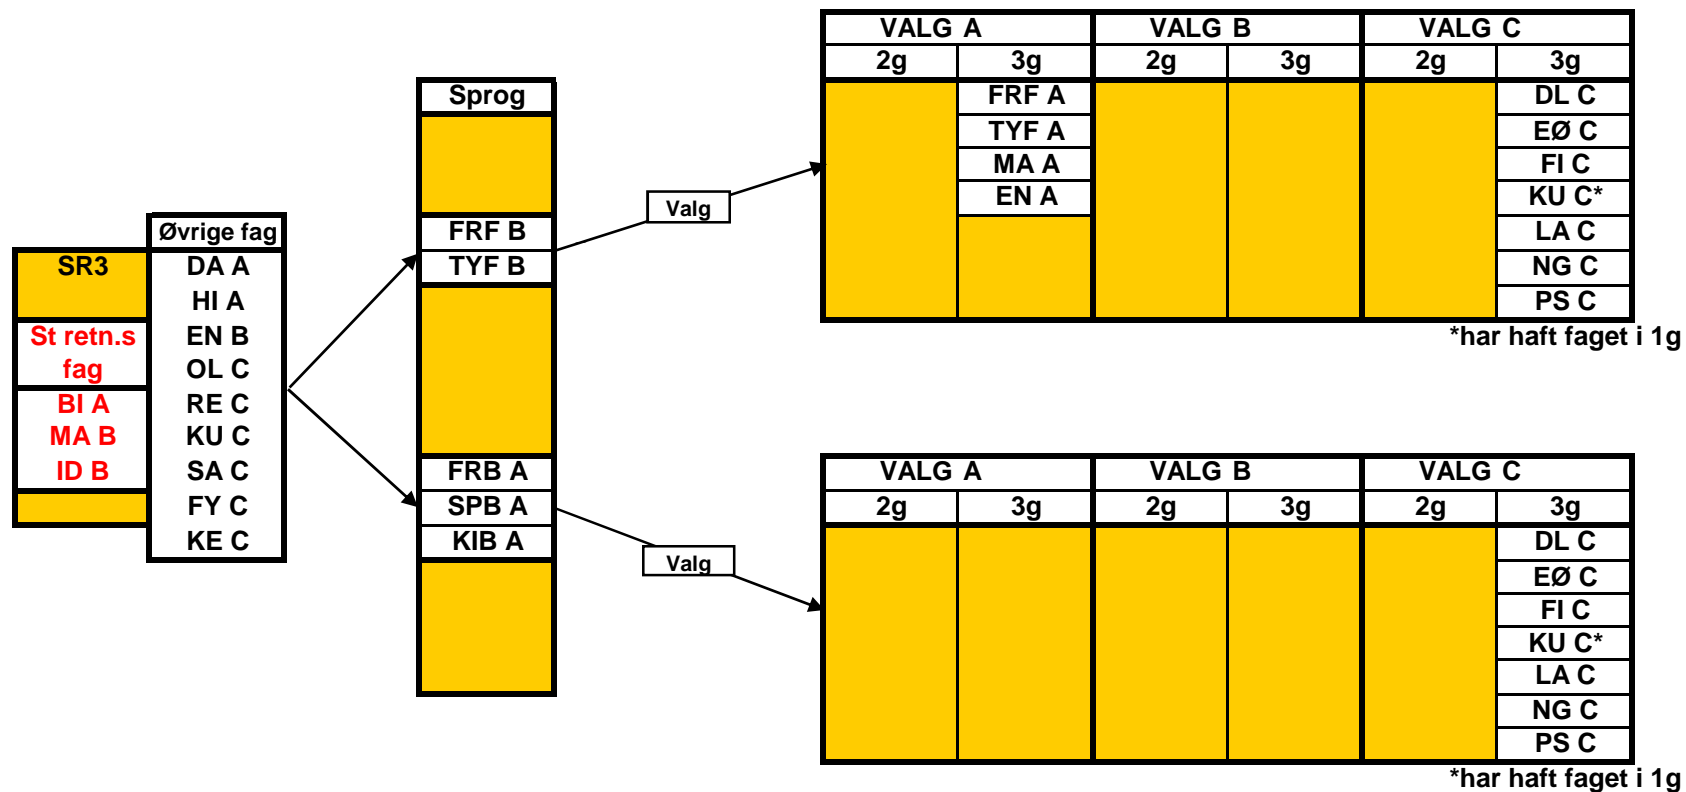 SR3
St retn.s
fag
BI A
MA B
ID B
Øvrige fag
DA A
HI A
EN B
OL C
RE C
KU C
SA C
FY C
KE C
Sprog
FRF B
TYF B
FRB A
SPB A
KIB A
Valg
Valg
VALG A VALG B VALG C
2g 3g 2g 3g 2g 3g
FRF A DL C
TYF A EØ C
MA A FI C
EN A KU C*
LA C
NG C
PS C
*har haft faget i 1g
VALG A VALG B VALG C
2g 3g 2g 3g 2g 3g
DL C
EØ C
FI C
KU C*
LA C
NG C
PS C
*har haft faget i 1g